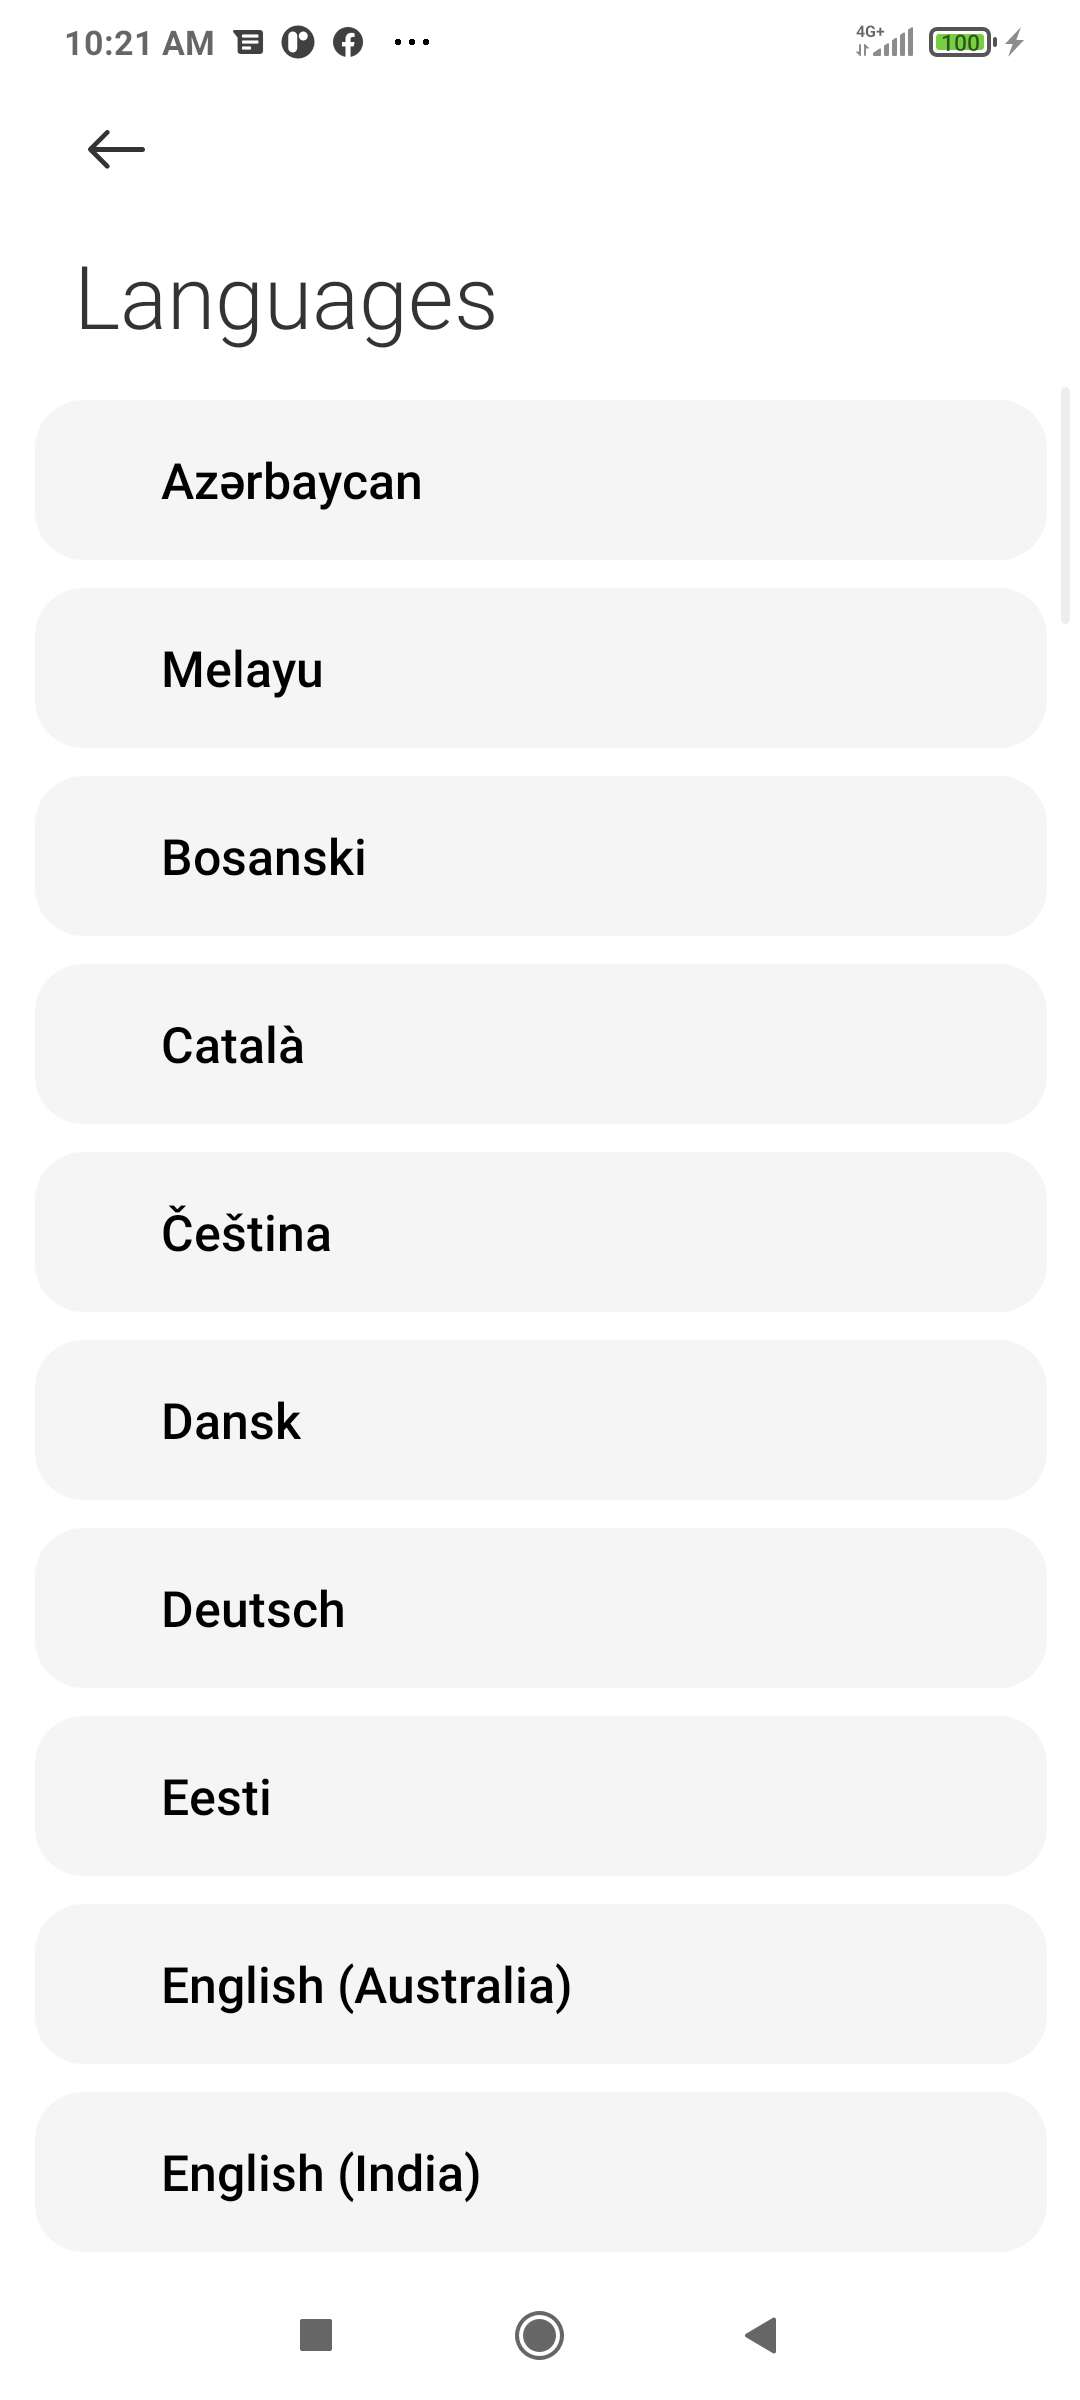 10:21 AM
4G+
100
Languages
Azərbaycan
Melayu
Bosanski
Català
Čeština
Dansk
Deutsch
Eesti
English (Australia)
English (India)